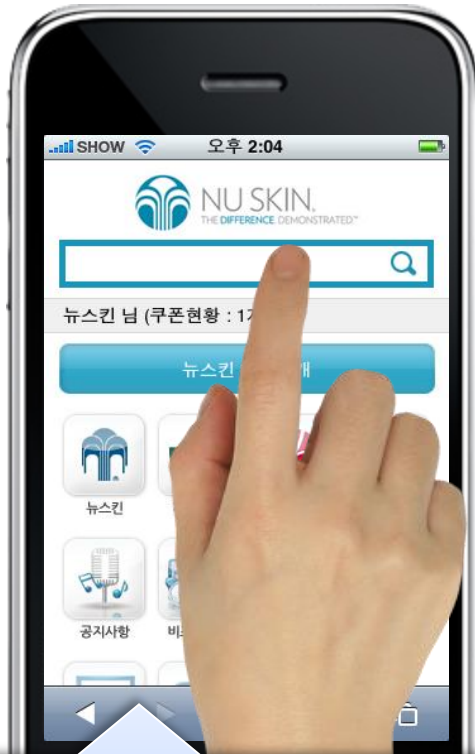 SHOW 오후 2:04
NU SKIN.
THE DIFFERENCE. DEMONSTRATED.™
뉴스킨 님 (쿠폰현황 :
뉴스킨
뉴스킨
공지사항